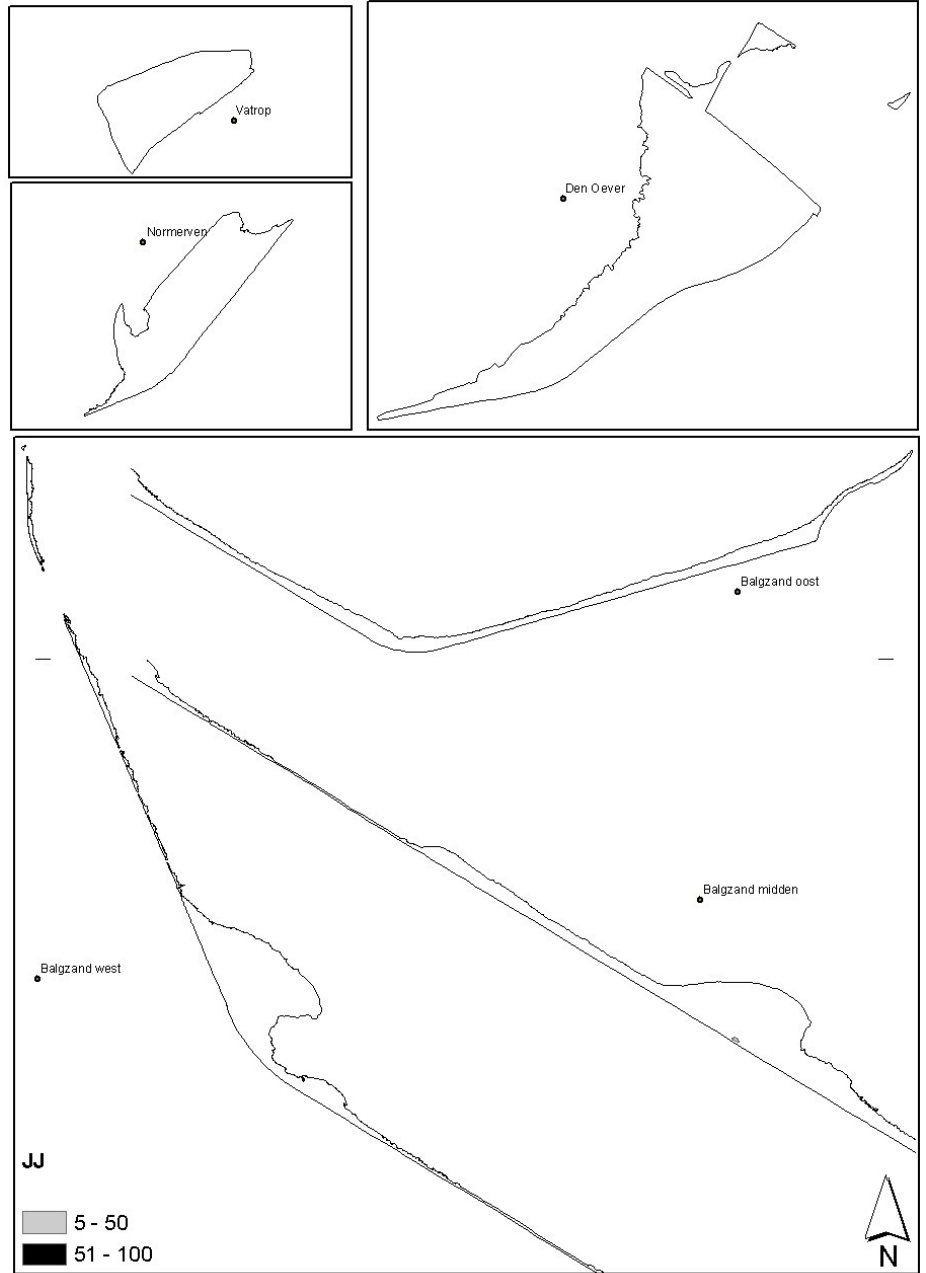 Vatrop
Normerven
Den Oever
Balgzand oost
Balgzand midden
Balgzand west
JJ
5 - 50
51 - 100
N